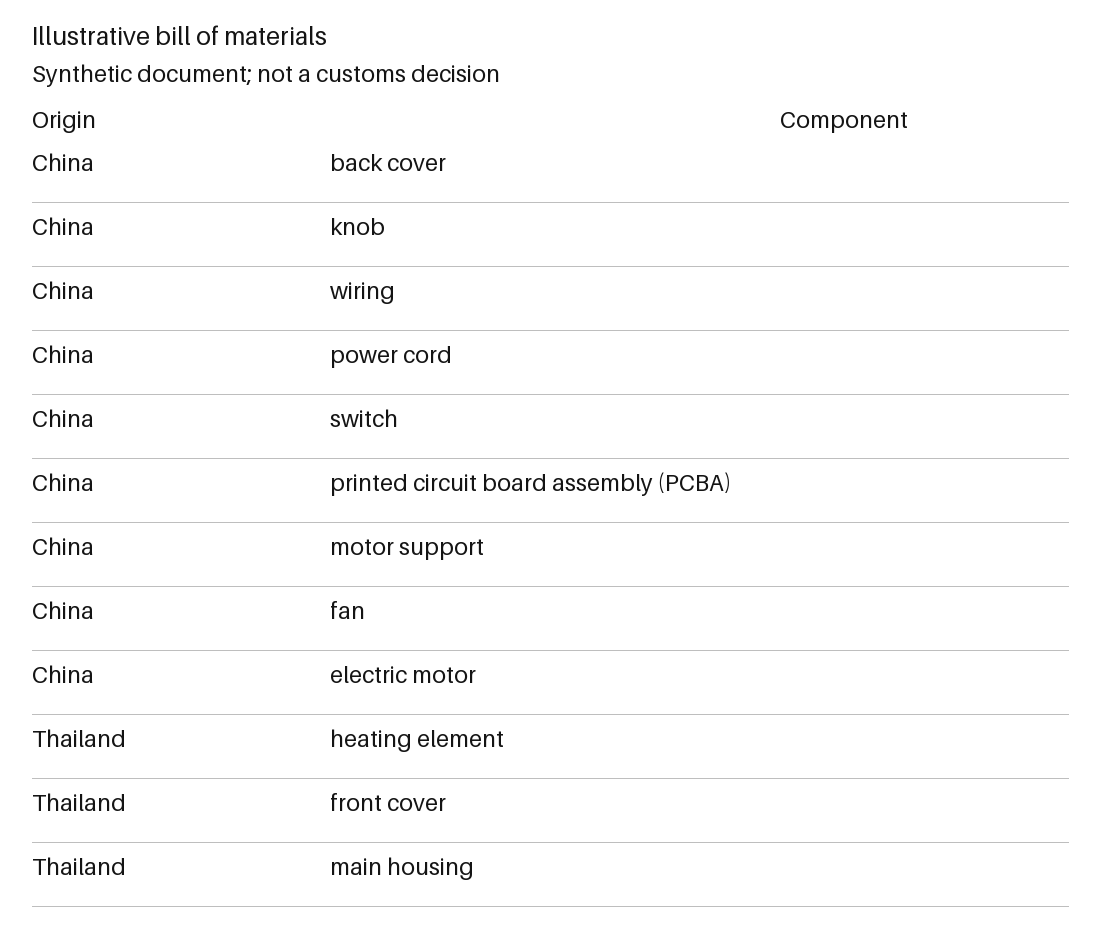 Illustrative bill of materials
Synthetic document; not a customs decision
Origin Component
China back cover
China knob
China wiring
China power cord
China switch
China printed circuit board assembly (PCBA)
China motor support
China fan
China electric motor
Thailand heating element
Thailand front cover
Thailand main housing